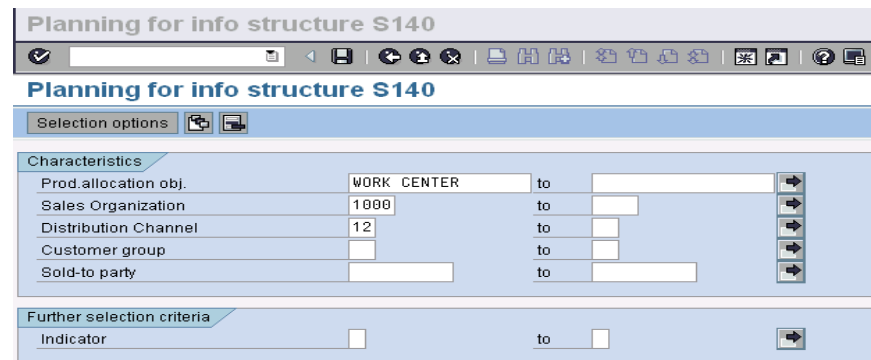 Planning for info structure S140
Planning for info structure S140
Selection options
Characteristics
Prod.allocation obj. WORK CENTER to
Sales Organization 1000 to
Distribution Channel 12 to
Customer group to
Sold-to party to
Further selection criteria
Indicator to